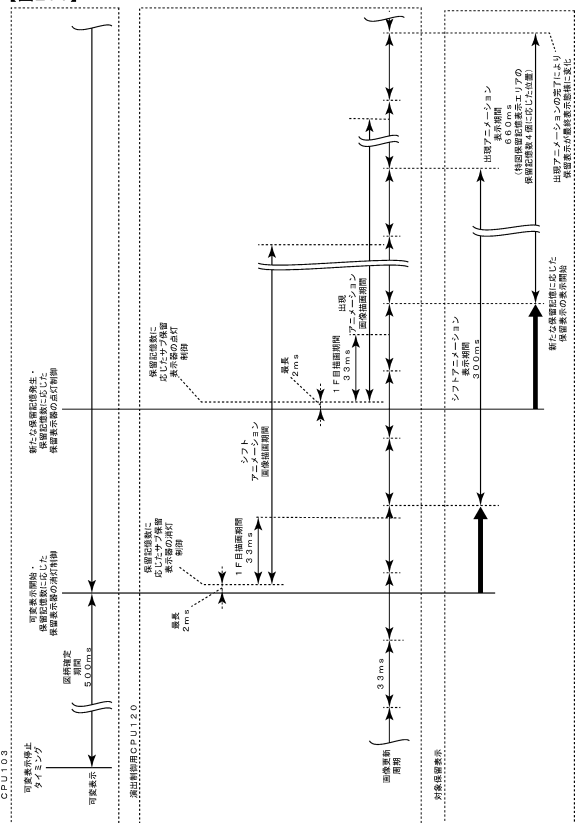 CPU103
可変表示停止
タイミング
可変表示
図柄確定
期間
500ms
可変表示開始・
保留記憶数に応じた
保留表示器の消灯制御
新たな保留記憶発生・
保留記憶数に応じた
保留表示器の点灯制御
演出制御用CPU120
最長
2ms
保留記憶数に
応じたサブ保留
表示器の消灯
制御
1F目描画期間
33ms
シフト
アニメーション
画像描画期間
最長
2ms
保留記憶数に
応じたサブ保留
表示器の点灯
制御
1F目描画期間
33ms
出現
アニメーション
画像描画期間
画像更新
周期
33ms
対象保留表示
シフトアニメーション
表示期間
300ms
新たな保留記憶に応じた
保留表示の表示開始
出現アニメーション
表示期間
660ms
(特図保留記憶表示エリアの
保留記憶数4個に応じた位置)
出現アニメーションの完了により
保留表示が最終表示態様に変化